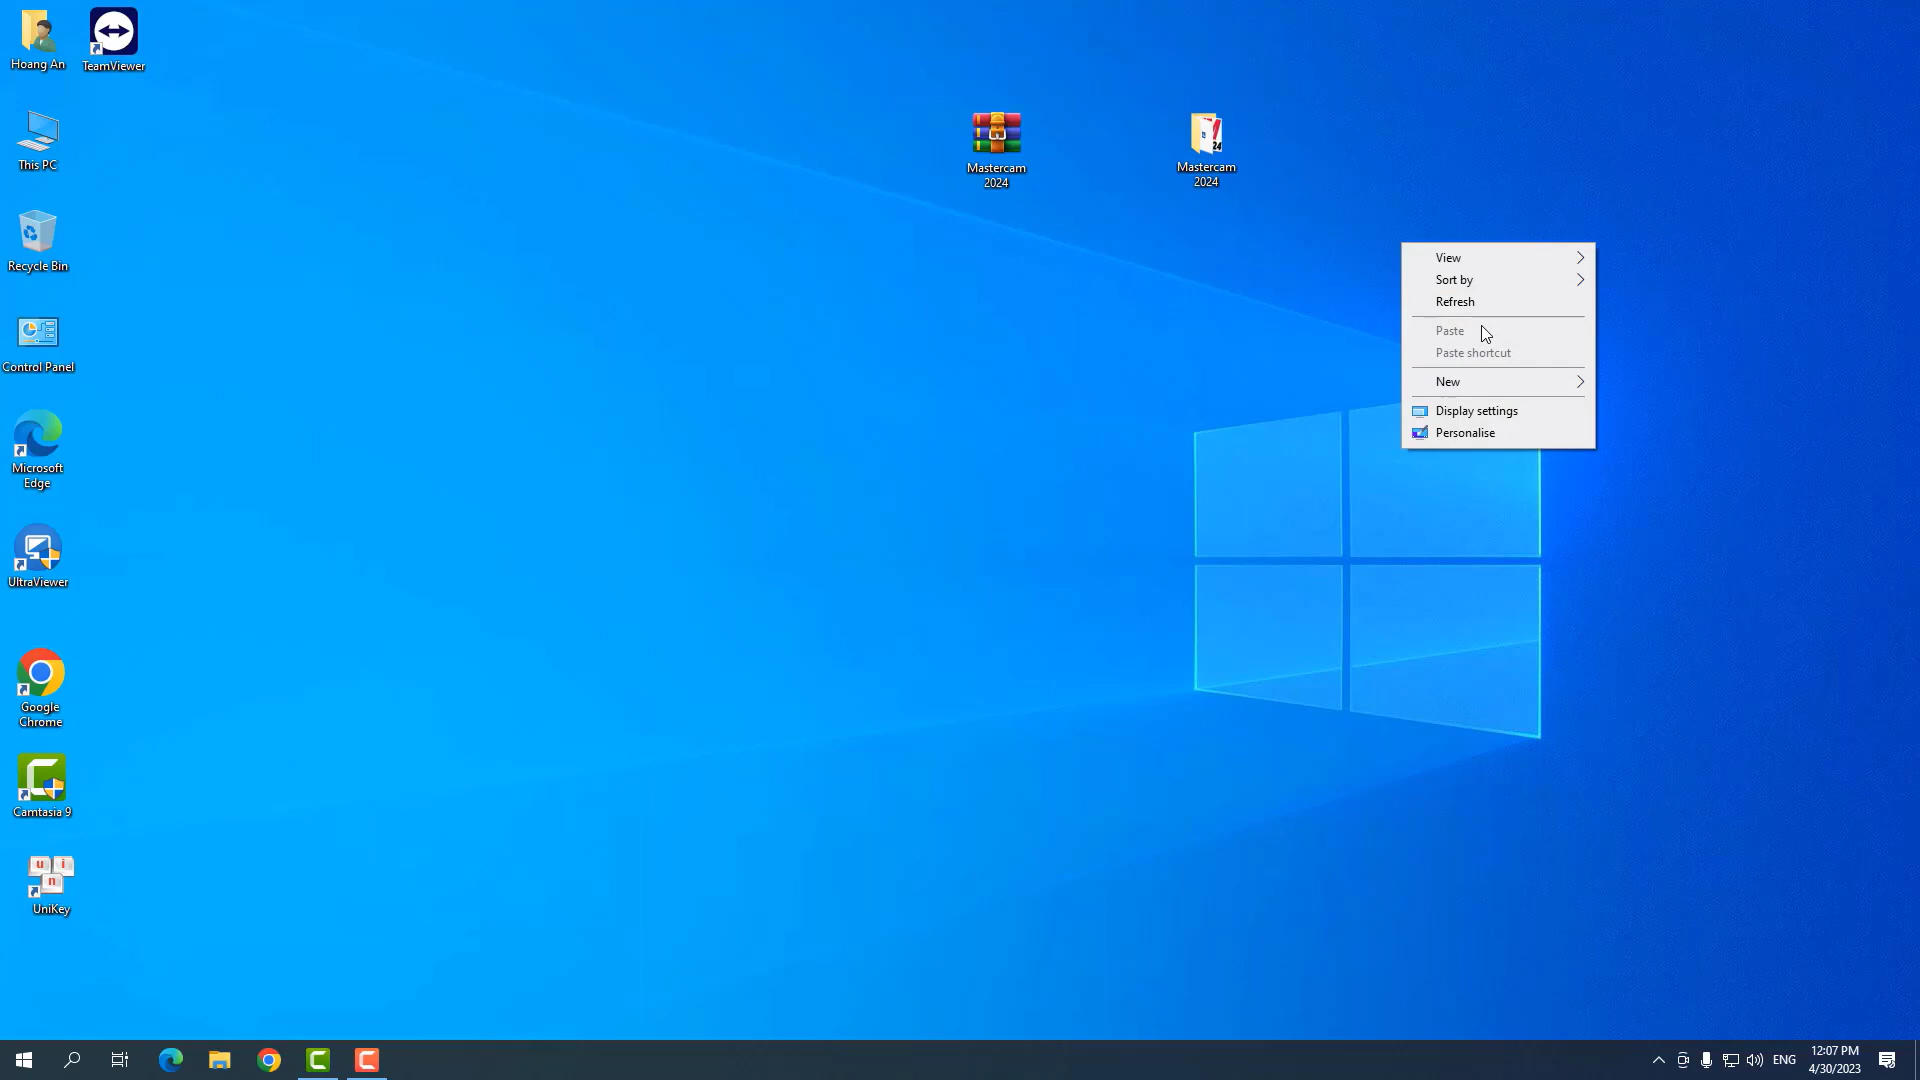 Hoang An
TeamViewer
This PC
Recycle Bin
Control Panel
Microsoft
Edge
UltraViewer
Google
Chrome
Camtasia 9
u i
n
UniKey
Mastercam
2024
24
Mastercam
2024
View
Sort by
Refresh
Paste
Paste shortcut
New
Display settings
Personalise
ENG
12:07 PM
4/30/2023